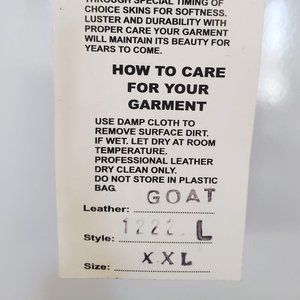 THROUGH SPECIAL TIMING OF
CHOICE SKINS FOR SOFTNESS.
LUSTER AND DURABILITY WITH
PROPER CARE YOUR GARMENT
WILL MAINTAIN ITS BEAUTY FOR
YEARS TO COME.
HOW TO CARE
FOR YOUR
GARMENT
USE DAMP CLOTH TO
REMOVE SURFACE DIRT.
IF WET. LET DRY AT ROOM
TEMPERATURE.
PROFESSIONAL LEATHER
DRY CLEAN ONLY.
DO NOT STORE IN PLASTIC
BAG.
Leather: GOAT
Style: 1222 L
Size: XXL